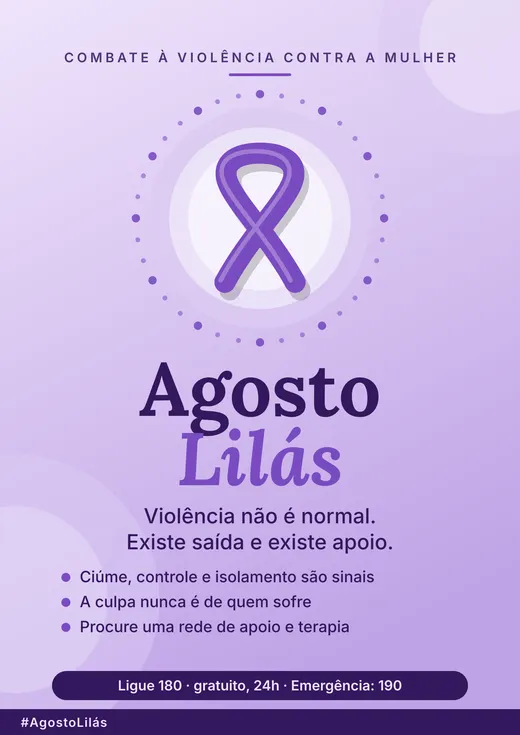 COMBATE À VIOLÊNCIA CONTRA A MULHER
Agosto
Lilás
Violência não é normal.
Existe saída e existe apoio.
Ciúme, controle e isolamento são sinais
A culpa nunca é de quem sofre
Procure uma rede de apoio e terapia
Ligue 180 · gratuito, 24h · Emergência: 190
#AgostoLilás